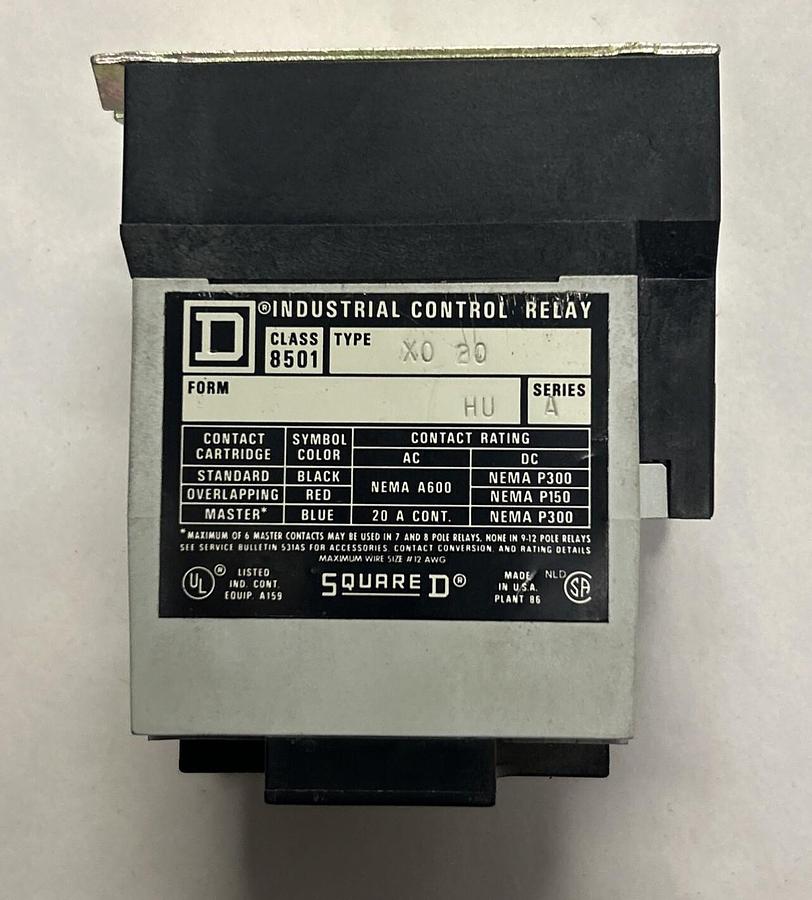 D ® INDUSTRIAL CONTROL RELAY
CLASS 8501 TYPE XO 20
FORM HU SERIES A
CONTACT CARTRIDGE SYMBOL COLOR CONTACT RATING
AC DC
STANDARD BLACK NEMA A600 NEMA P300
OVERLAPPING RED NEMA P150
MASTER* BLUE 20 A CONT. NEMA P300
*MAXIMUM OF 6 MASTER CONTACTS MAY BE USED IN 7 AND 8 POLE RELAYS, NONE IN 9-12 POLE RELAYS
SEE SERVICE BULLETIN 531AS FOR ACCESSORIES, CONTACT CONVERSION, AND RATING DETAILS
MAXIMUM WIRE SIZE #12 AWG
UL ® LISTED IND. CONT. EQUIP. A159
SQUARE D ®
MADE IN U.S.A. PLANT 86
NLD SA